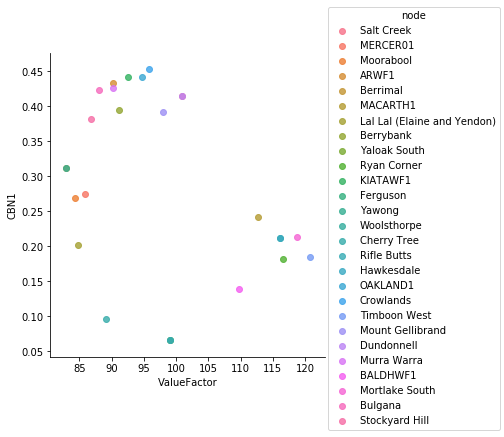 node
Salt Creek
MERCER01
Moorabool
ARWF1
Berrimal
MACARTH1
Lal Lal (Elaine and Yendon)
Berrybank
Yaloak South
Ryan Corner
KIATAWF1
Ferguson
Yawong
Woolsthorpe
Cherry Tree
Rifle Butts
Hawkesdale
OAKLAND1
Crowlands
Timboon West
Mount Gellibrand
Dundonnell
Murra Warra
BALDHWF1
Mortlake South
Bulgana
Stockyard Hill
CBN1
0.45
0.40
0.35
0.30
0.25
0.20
0.15
0.10
0.05
85 90 95 100 105 110 115 120
ValueFactor